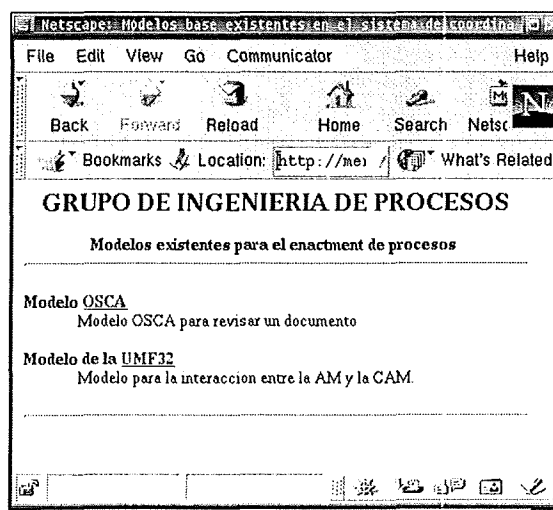 Netscape: Modelos base existentes en el sistema de coordina
File Edit View Go Communicator Help
Back Forward Reload Home Search Netsc
Bookmarks Location: http://me / What's Related
GRUPO DE INGENIERIA DE PROCESOS
Modelos existentes para el enactment de procesos
Modelo OSCA
Modelo OSCA para revisar un documento
Modelo de la UMF32
Modelo para la interaccion entre la AM y la CAM.